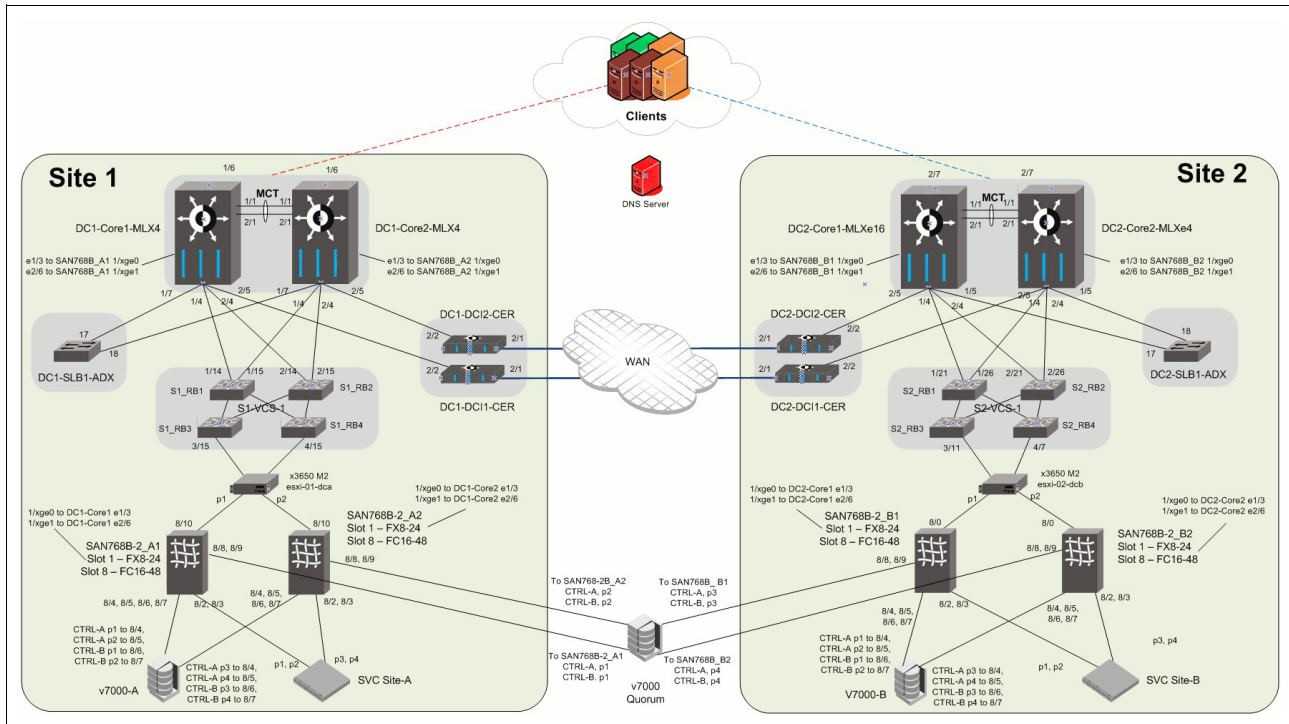 Clients
DNS Server
Site 1
1/6
1/6
MCT
1/1
1/1
2/1
2/1
DC1-Core1-MLX4
DC1-Core2-MLX4
e1/3 to SAN768B_A1 1/xge0
e2/6 to SAN768B_A1 1/xge1
e1/3 to SAN768B_A2 1/xge0
e2/6 to SAN768B_A2 1/xge1
1/7
1/4
2/4
2/5
1/7
1/4
2/4
2/5
17
18
DC1-SLB1-ADX
DC1-DCI2-CER
2/2
2/1
2/2
2/1
DC1-DCI1-CER
WAN
1/14
1/15
2/14
2/15
S1_RB1
S1_RB2
S1-VCS-1
S1_RB3
S1_RB4
3/15
4/15
x3650 M2
esxi-01-dca
p1
p2
1/xge0 to DC1-Core1 e1/3
1/xge1 to DC1-Core1 e2/6
1/xge0 to DC1-Core2 e1/3
1/xge1 to DC1-Core2 e2/6
8/10
8/10
SAN768B-2_A1
Slot 1 – FX8-24
Slot 8 – FC16-48
SAN768B-2_A2
Slot 1 – FX8-24
Slot 8 – FC16-48
8/8, 8/9
8/8, 8/9
8/4, 8/5, 8/6, 8/7
8/2, 8/3
8/4, 8/5,
8/6, 8/7
8/2, 8/3
CTRL-A p1 to 8/4,
CTRL-A p2 to 8/5,
CTRL-B p1 to 8/6,
CTRL-B p2 to 8/7
CTRL-A p3 to 8/4,
CTRL-A p4 to 8/5,
CTRL-B p3 to 8/6,
CTRL-B p4 to 8/7
v7000-A
p1, p2
p3, p4
SVC Site-A
To SAN768-2B_A2
CTRL-A, p2
CTRL-B, p2
To SAN768B_ B1
CTRL-A, p3
CTRL-B, p3
To SAN768B-2_A1
CTRL-A, p1
CTRL-B, p1
To SAN768B_B2
CTRL-A, p4
CTRL-B, p4
v7000
Quorum
Site 2
2/7
2/7
MCT
1/1
1/1
2/1
2/1
DC2-Core1-MLXe16
DC2-Core2-MLXe4
e1/3 to SAN768B_B1 1/xge0
e2/6 to SAN768B_B1 1/xge1
e1/3 to SAN768B_B2 1/xge0
e2/6 to SAN768B_B2 1/xge1
2/5
1/4
2/4
1/5
2/5
1/4
2/4
1/5
DC2-DCI2-CER
2/1
2/2
2/1
2/2
DC2-DCI1-CER
18
17
DC2-SLB1-ADX
1/21
1/26
2/21
2/26
S2_RB1
S2_RB2
S2-VCS-1
S2_RB3
S2_RB4
3/11
4/7
x3650 M2
esxi-02-dcb
p1
p2
1/xge0 to DC2-Core1 e1/3
1/xge1 to DC2-Core1 e2/6
1/xge0 to DC2-Core2 e1/3
1/xge1 to DC2-Core2 e2/6
SAN768B-2_B1
Slot 1 – FX8-24
Slot 8 – FC16-48
8/0
8/0
SAN768B-2_B2
Slot 1 – FX8-24
Slot 8 – FC16-48
8/8, 8/9
8/8, 8/9
8/4, 8/5,
8/6, 8/7
8/2, 8/3
8/4, 8/5,
8/6, 8/7
8/2, 8/3
CTRL-A p1 to 8/4,
CTRL-A p2 to 8/5,
CTRL-B p1 to 8/6,
CTRL-B p2 to 8/7
CTRL-A p3 to 8/4,
CTRL-A p4 to 8/5,
CTRL-B p3 to 8/6,
CTRL-B p4 to 8/7
V7000-B
p1, p2
p3, p4
SVC Site-B